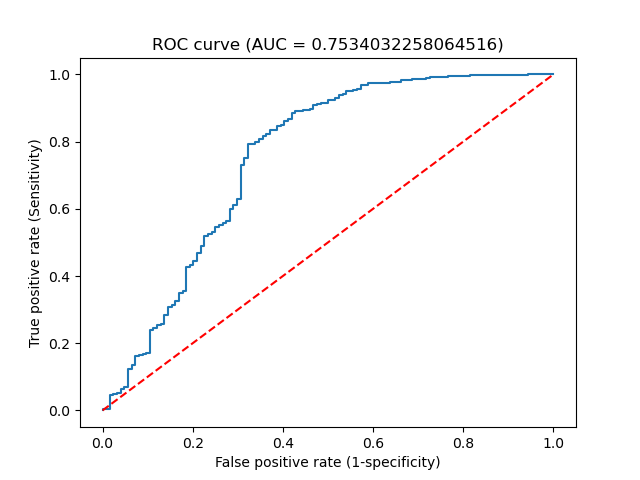 ROC curve (AUC = 0.7534032258064516)
True positive rate (Sensitivity)
1.0
0.8
0.6
0.4
0.2
0.0
0.0 0.2 0.4 0.6 0.8 1.0
False positive rate (1-specificity)